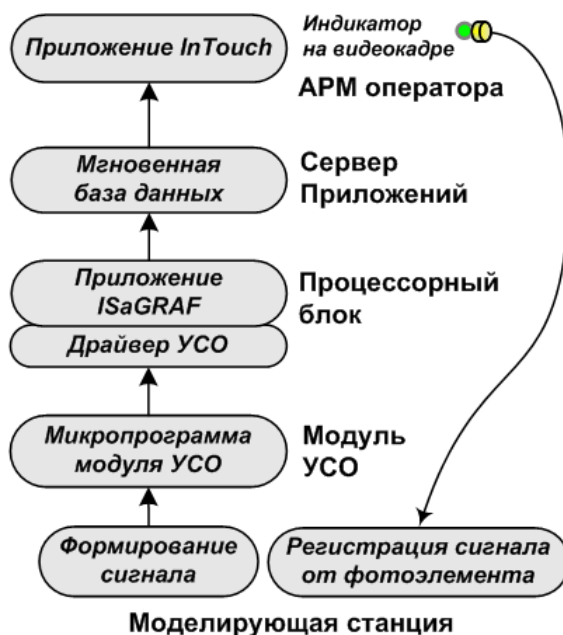 Приложение InTouch
Индикатор
на видеокадре
АРМ оператора
Мгновенная
база данных
Сервер
Приложений
Приложение
ISaGRAF
Процессорный
блок
Драйвер УСО
Микропрограмма
модуля УСО
Модуль
УСО
Формирование
сигнала
Регистрация сигнала
от фотоэлемента
Моделирующая станция